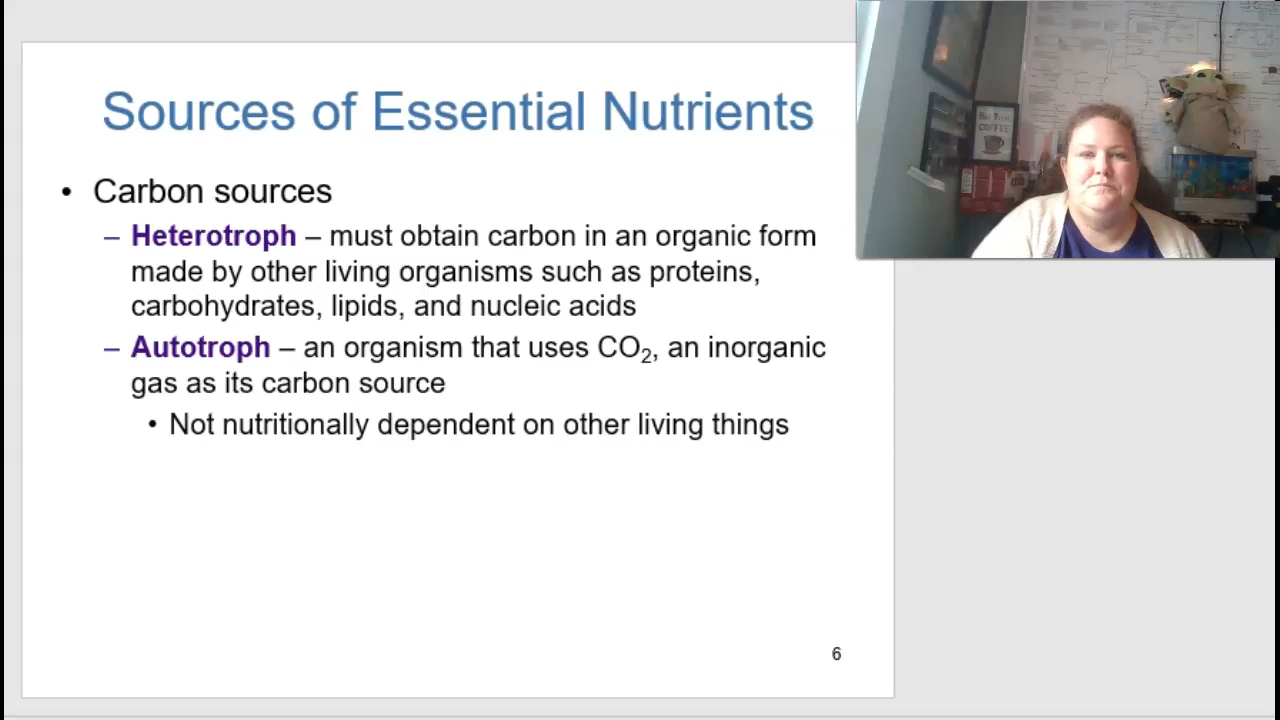 Sources of Essential Nutrients
• Carbon sources
– Heterotroph – must obtain carbon in an organic form
made by other living organisms such as proteins,
carbohydrates, lipids, and nucleic acids
– Autotroph – an organism that uses CO₂, an inorganic
gas as its carbon source
• Not nutritionally dependent on other living things
6
COFFEE